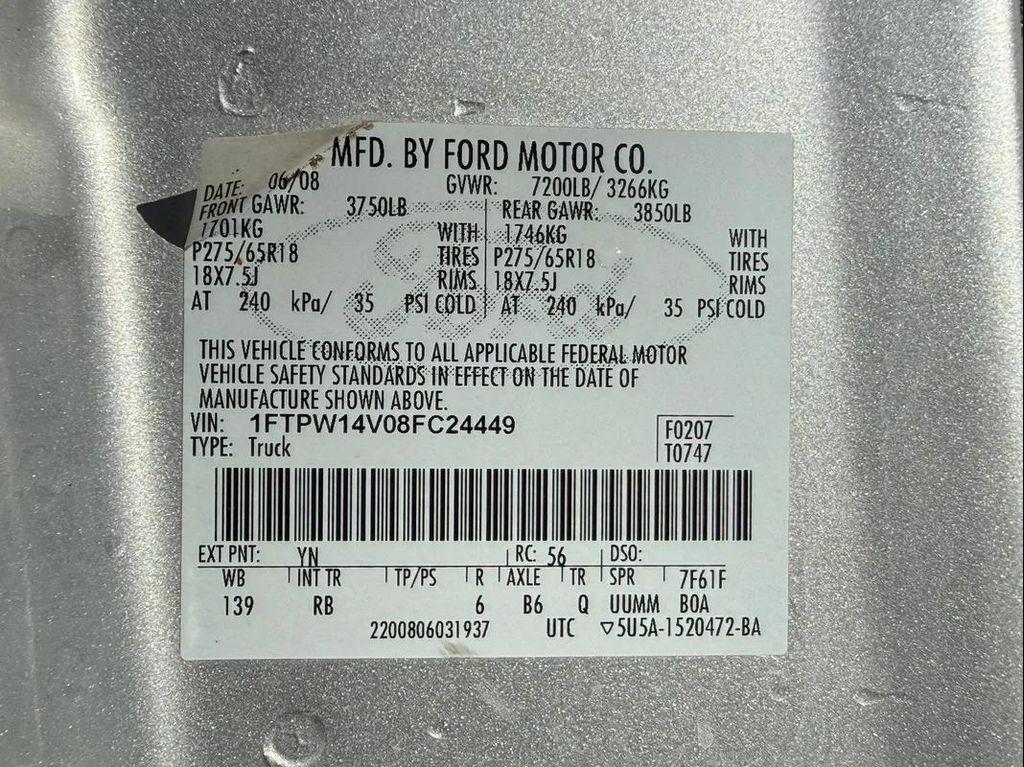 MFD. BY FORD MOTOR CO.
DATE: 06/08 GVWR: 7200LB/ 3266KG
FRONT GAWR: 3750LB REAR GAWR: 3850LB
1701KG WITH 1746KG WITH
P275/65R18 TIRES P275/65R18 TIRES
18X7.5J RIMS 18X7.5J RIMS
AT 240 kPa/ 35 PSI COLD AT 240 kPa/ 35 PSI COLD
THIS VEHICLE CONFORMS TO ALL APPLICABLE FEDERAL MOTOR
VEHICLE SAFETY STANDARDS IN EFFECT ON THE DATE OF
MANUFACTURE SHOWN ABOVE.
VIN: 1FTPW14V08FC24449 F0207
TYPE: Truck T0747
EXT PNT: YN RC: 56 DSO:
WB INT TR TP/PS R AXLE TR SPR 7F61F
139 RB 6 B6 Q UUMM BOA
2200806031937 UTC ▽5U5A-1520472-BA